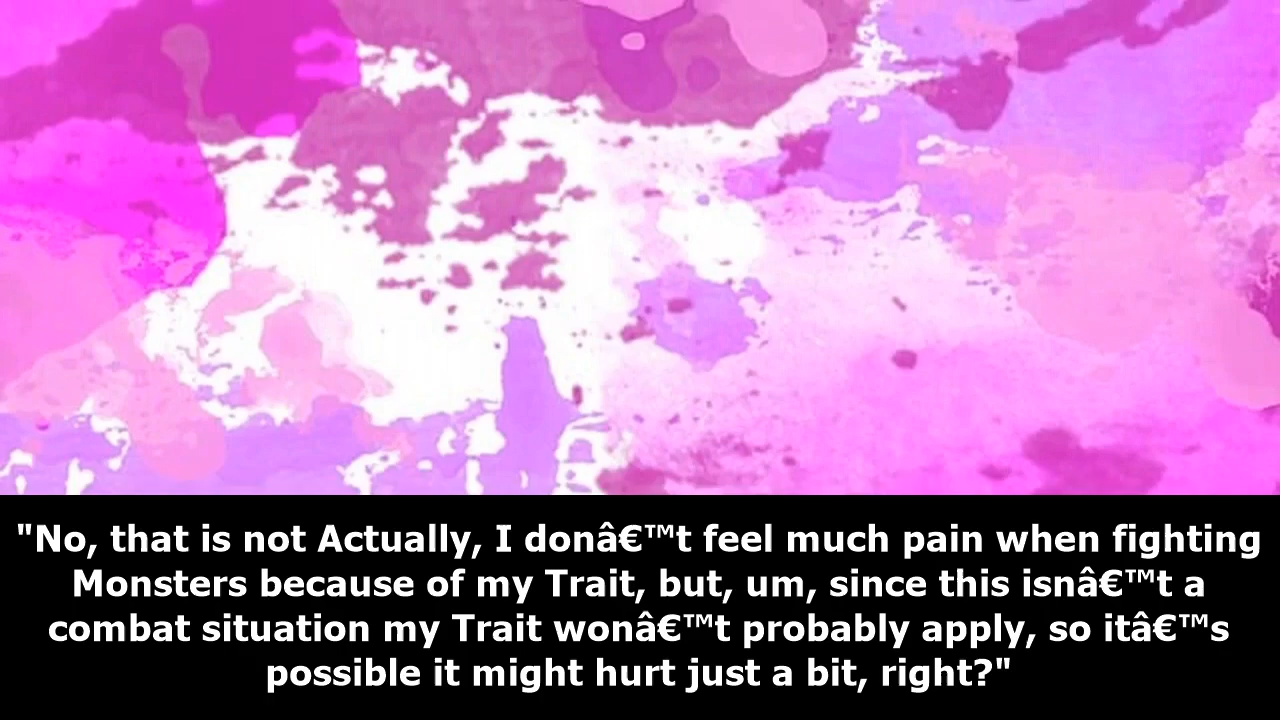 "No, that is not Actually, I donâ€™t feel much pain when fighting
Monsters because of my Trait, but, um, since this isnâ€™t a
combat situation my Trait wonâ€™t probably apply, so itâ€™s
possible it might hurt just a bit, right?"